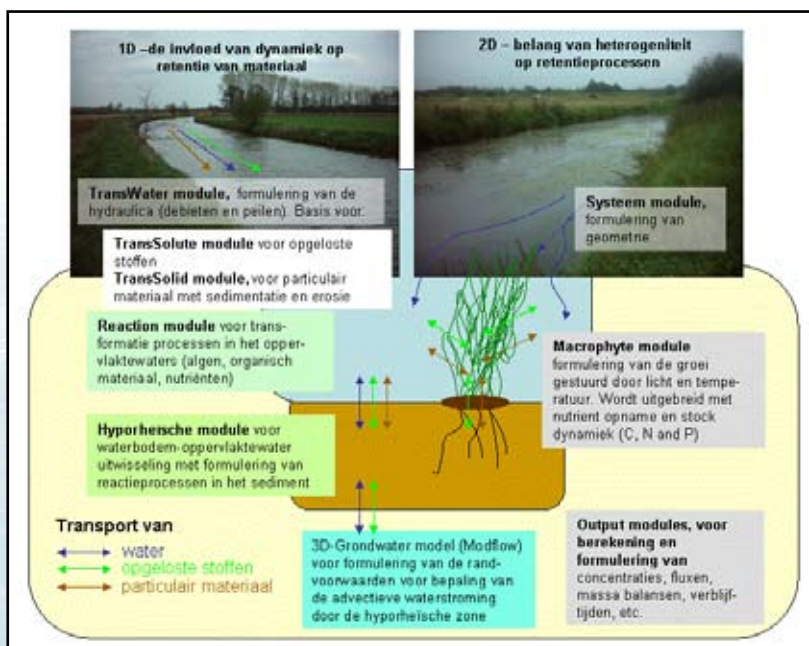 1D –de invloed van dynamiek op
retentie van materiaal
2D – belang van heterogeniteit
op retentieprocessen
TransWater module, formulering van de
hydraulica (debieten en peilen). Basis voor:
TransSolute module voor opgeloste
stoffen
TransSolid module, voor particulair
materiaal met sedimentatie en erosie
Systeem module,
formulering van
geometrie
Reaction module voor trans-
formatie processen in het opper-
vlaktewaters (algen, organisch
materiaal, nutriënten)
Hyporheïsche module voor
waterbodem-oppervlaktewater
uitwisseling met formulering van
reactieprocessen in het sediment
Macrophyte module
formulering van de groei
gestuurd door licht en tempe-
ratuur. Wordt uitgebreid met
nutrient opname en stock
dynamiek (C, N and P)
Transport van
water
opgeloste stoffen
particulair materiaal
3D-Grondwater model (Modflow)
voor formulering van de rand-
voorwaarden voor bepaling van
de advectieve waterstroming
door de hyporheïsche zone
Output modules, voor
berekening en
formulering van
concentraties, fluxen,
massa balansen, verblijf-
tijden, etc.